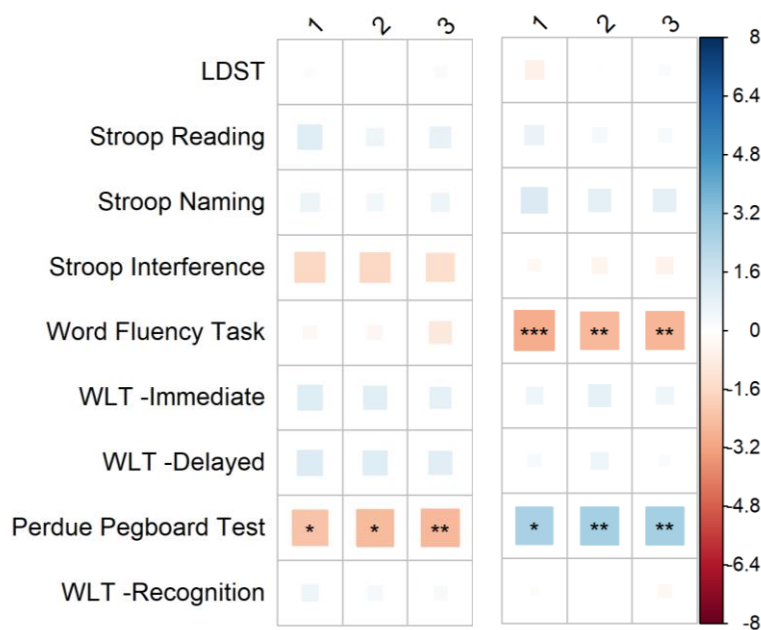 1 2 3 1 2 3
LDST
Stroop Reading
Stroop Naming
Stroop Interference
Word Fluency Task
*** ** **
WLT -Immediate
WLT -Delayed
Perdue Pegboard Test
* * ** * ** **
WLT -Recognition
8
6.4
4.8
3.2
1.6
0
-1.6
-3.2
-4.8
-6.4
-8